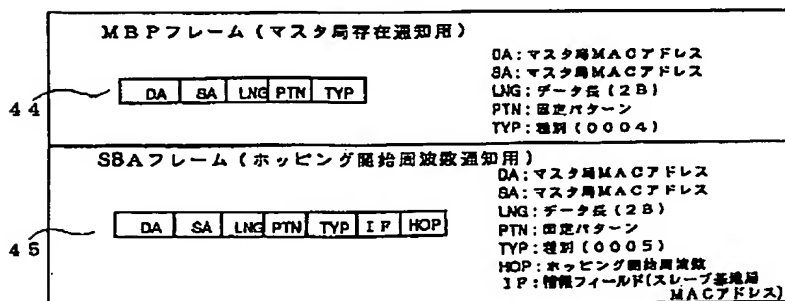 MBPフレーム（マスタ局存在通知用）
DA:マスタ局MACアドレス
SA:マスタ局MACアドレス
LNG:データ長(2B)
PTN:固定パターン
TYP:種別(0004)
DA SA LNG PTN TYP
44
SBAフレーム（ホッピング開始周波数通知用）
DA:マスタ局MACアドレス
SA:マスタ局MACアドレス
LNG:データ長(2B)
PTN:固定パターン
TYP:種別(0005)
HOP:ホッピング開始周波数
IF:情報フィールド(スレーブ基地局
MACアドレス)
DA SA LNG PTN TYP IF HOP
45